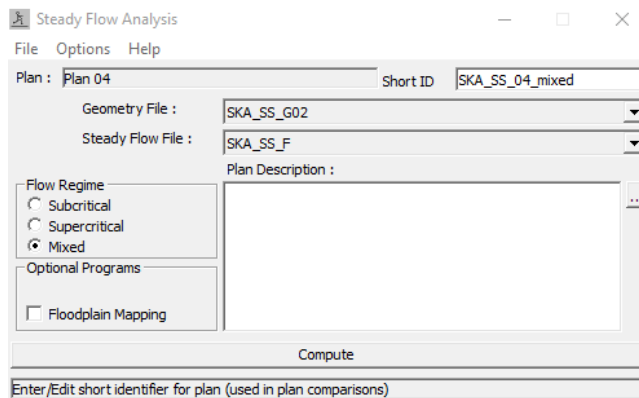 Steady Flow Analysis
File Options Help
Plan : Plan 04 Short ID SKA_SS_04_mixed
Geometry File : SKA_SS_G02
Steady Flow File : SKA_SS_F
Plan Description :
Flow Regime
Subcritical
Supercritical
Mixed
Optional Programs
Floodplain Mapping
...
Compute
Enter/Edit short identifier for plan (used in plan comparisons)